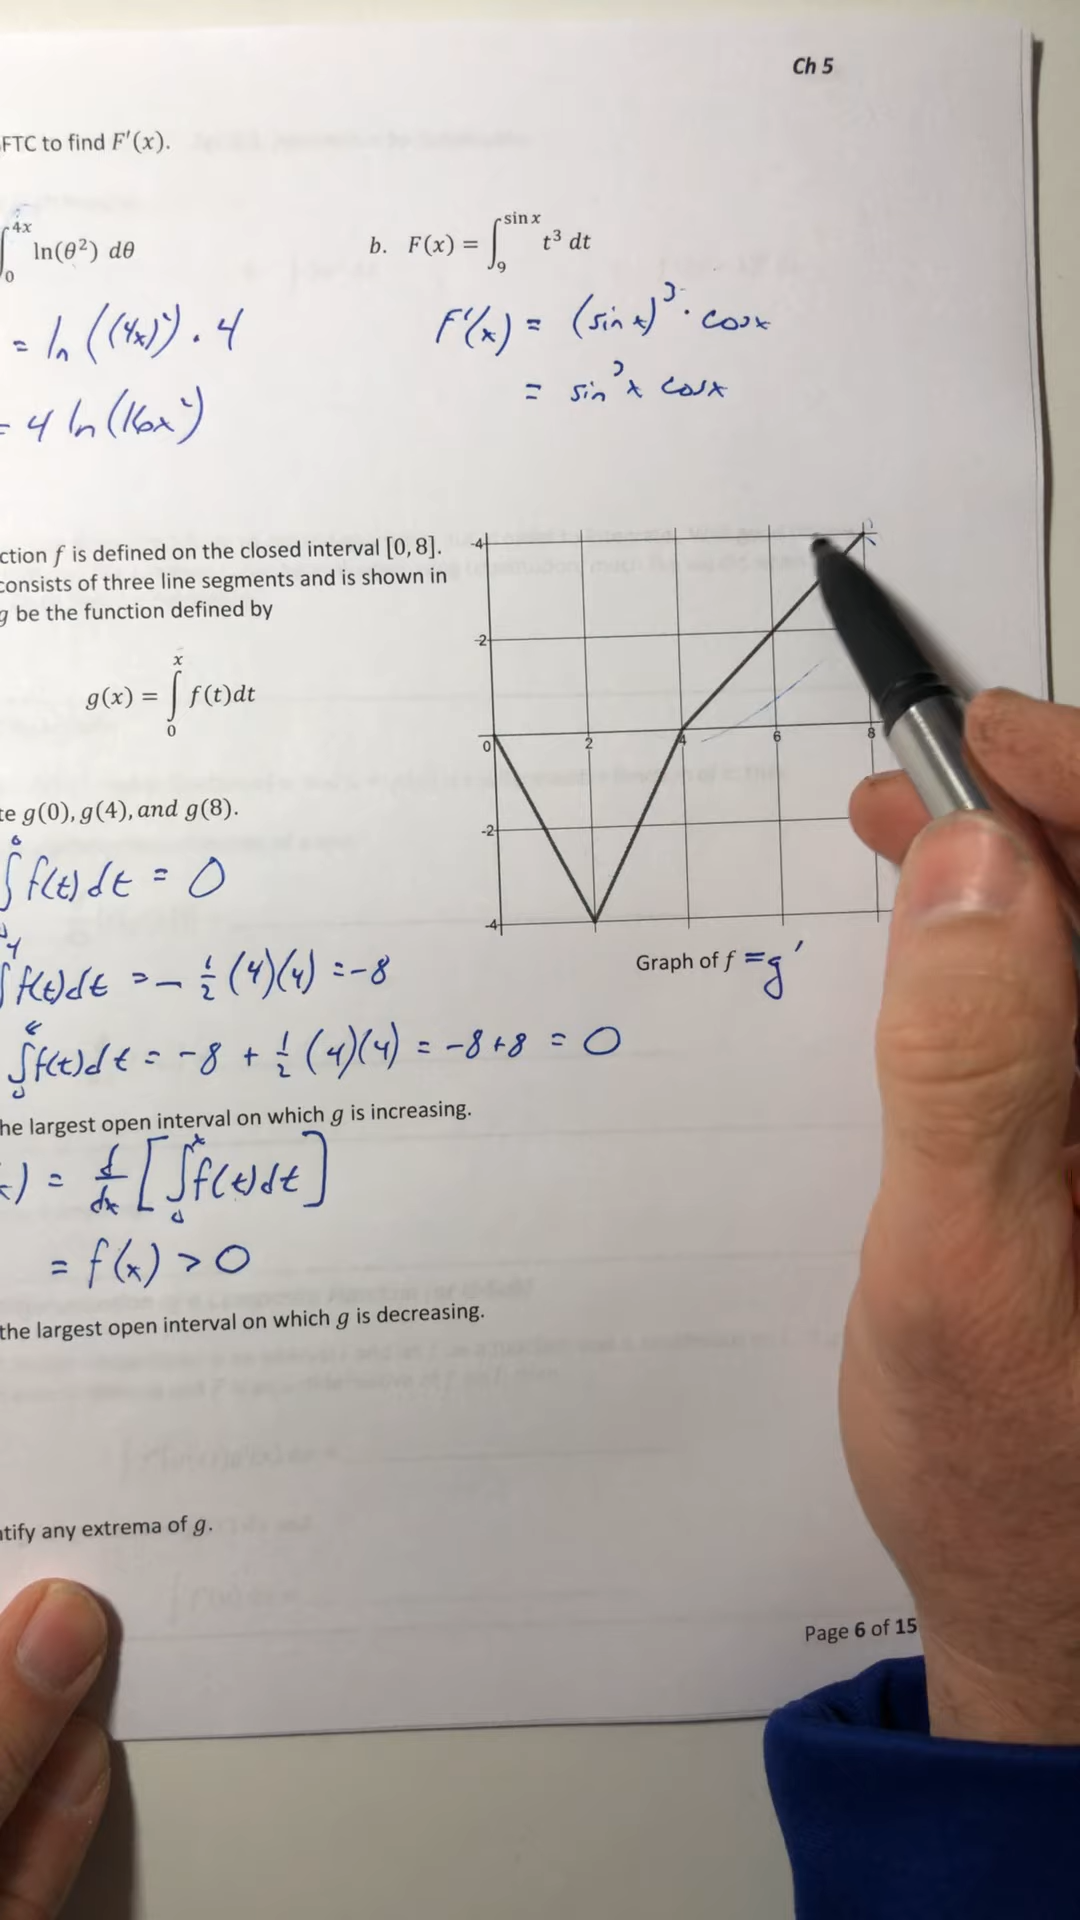 Ch 5
FTC to find F′(x).
∫₀^4x ln(θ²) dθ
b. F(x) = ∫₉^sin x t³ dt
= ln((4x)²) · 4
F′(x) = (sin x)³ · cosx
= 4 ln(16x²)
= sin³x cosx
ction f is defined on the closed interval [0, 8].
consists of three line segments and is shown in
g be the function defined by
g(x) = ∫₀^x f(t)dt
-4
-2
0 2 4 6 8
-2
-4
Graph of f = g′
te g(0), g(4), and g(8).
∫ f(t)dt = 0
∫ f(t)dt = - 1/2 (4)(4) = -8
∫ f(t)dt = -8 + 1/2 (4)(4) = -8+8 = 0
he largest open interval on which g is increasing.
) = d/dx [∫₀^x f(t)dt]
= f(x) > 0
the largest open interval on which g is decreasing.
ntify any extrema of g.
Page 6 of 15